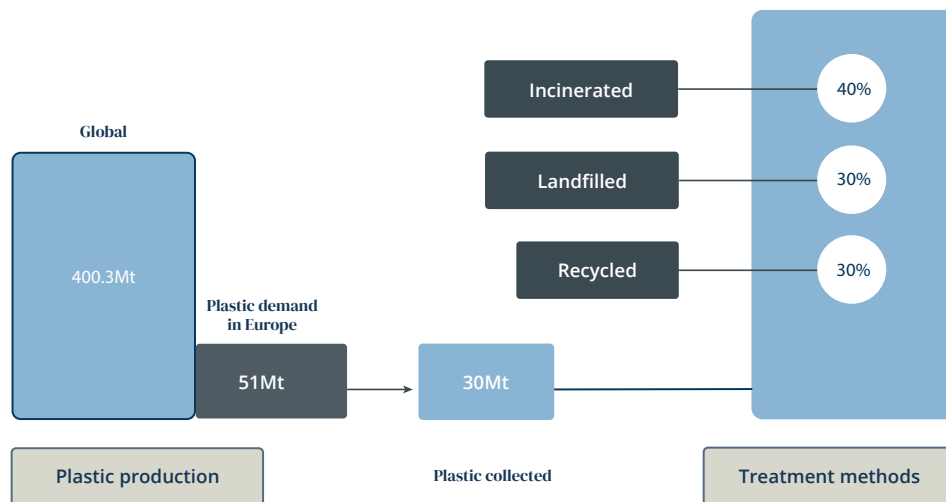 Incinerated
40%
Global
Landfilled
30%
400.3Mt
Recycled
30%
Plastic demand
in Europe
51Mt
30Mt
Plastic production
Plastic collected
Treatment methods